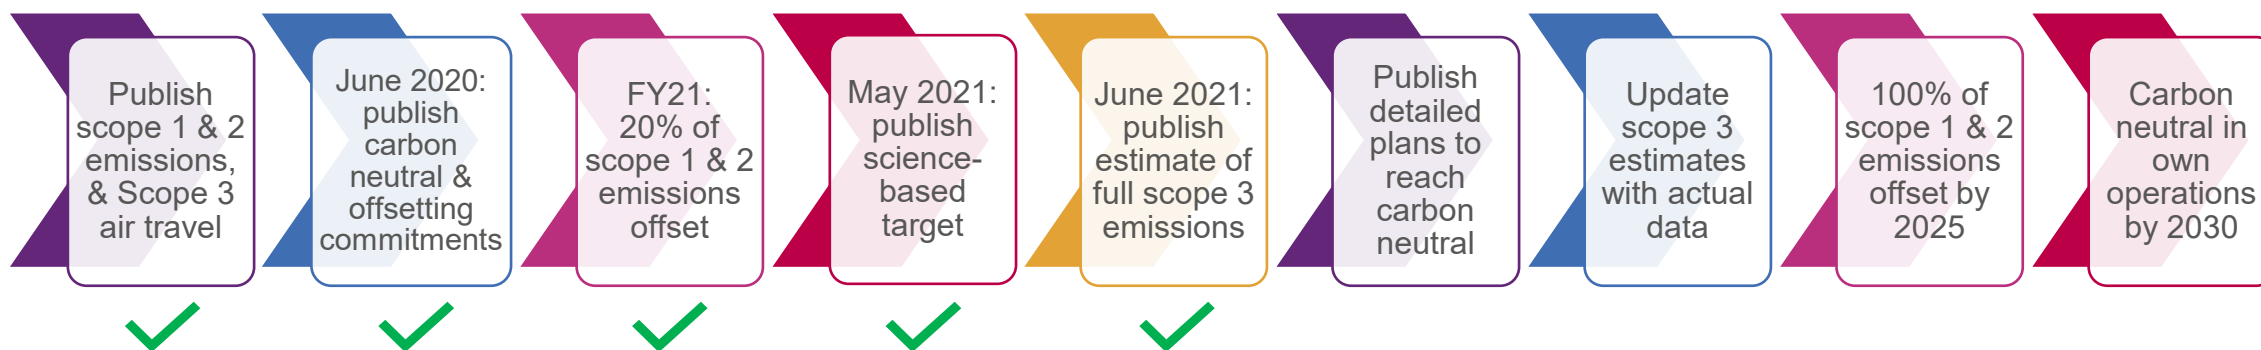 Publish
scope 1 & 2
emissions,
& Scope 3
air travel
June 2020:
publish
carbon
neutral &
offsetting
commitments
FY21:
20% of
scope 1 & 2
emissions
offset
May 2021:
publish
science-
based
target
June 2021:
publish
estimate of
full scope 3
emissions
Publish
detailed
plans to
reach
carbon
neutral
Update
scope 3
estimates
with actual
data
100% of
scope 1 & 2
emissions
offset by
2025
Carbon
neutral in
own
operations
by 2030